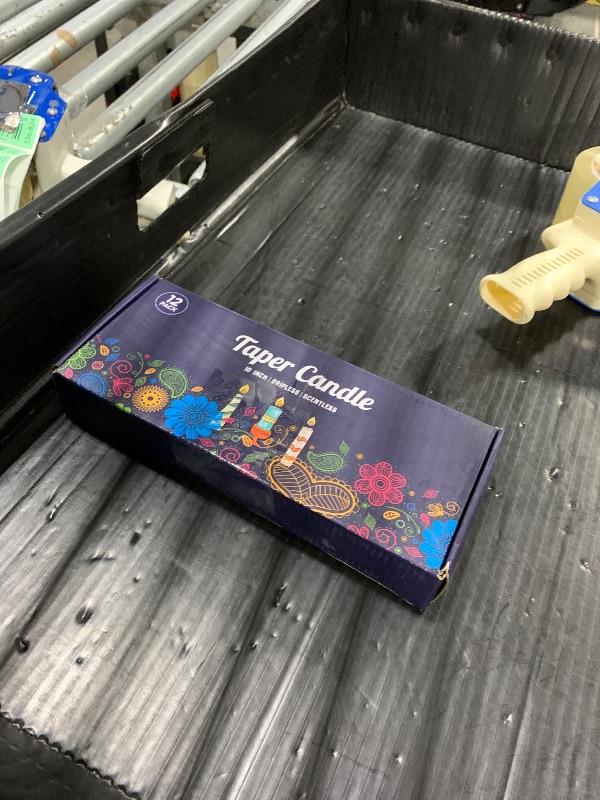 12
PACK
Taper Candle
10 INCH | DRIPLESS | SCENTLESS